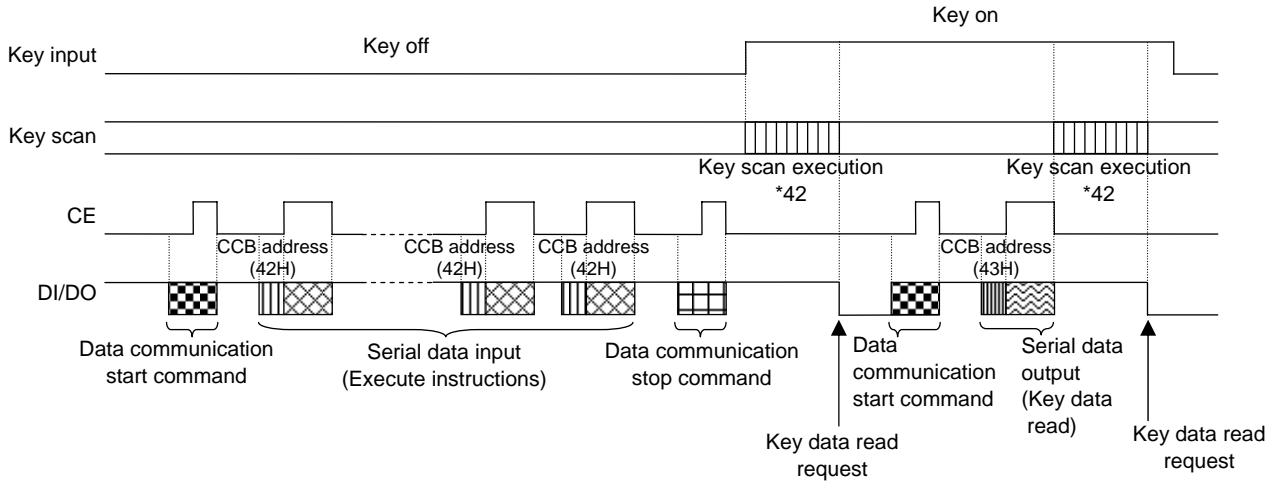 Key on
Key off
Key input
Key scan
Key scan execution
*42
Key scan execution
*42
CE
CCB address
(42H)
CCB address
(42H)
CCB address
(42H)
CCB address
(43H)
DI/DO
Data communication
start command
Serial data input
(Execute instructions)
Data communication
stop command
Data
communication
start command
Serial data
output
(Key data
read)
Key data read
request
Key data read
request